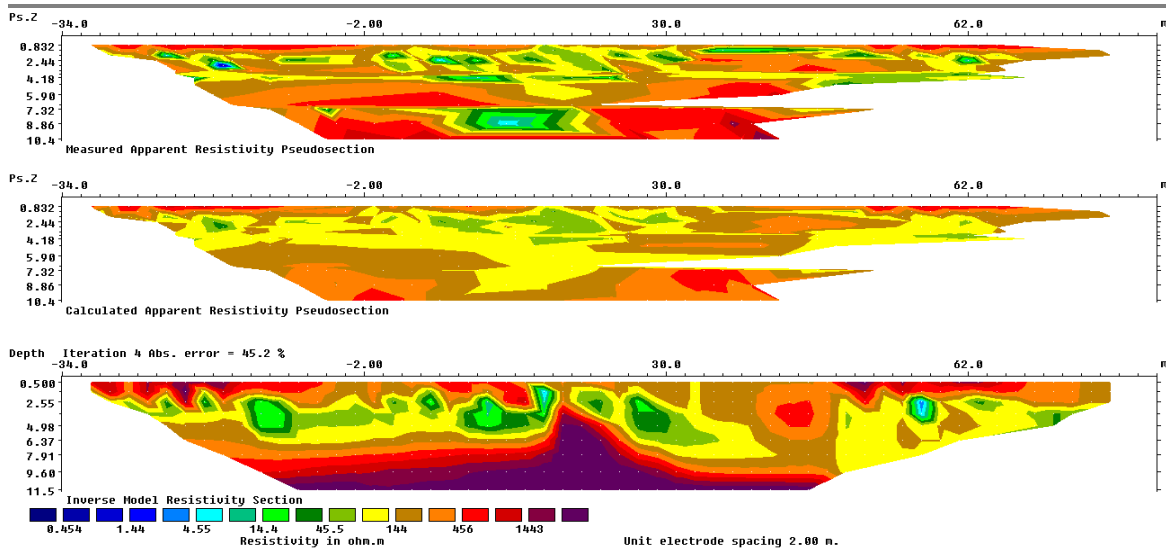 Ps.Z -34.0 -2.00 30.0 62.0 m
0.832
2.44
4.18
5.90
7.32
8.86
10.4
Measured Apparent Resistivity Pseudosection
Ps.Z -34.0 -2.00 30.0 62.0 m
0.832
2.44
4.18
5.90
7.32
8.86
10.4
Calculated Apparent Resistivity Pseudosection
Depth Iteration 4 Abs. error = 45.2 %
-34.0 -2.00 30.0 62.0 m
0.500
2.55
4.98
6.37
7.91
9.60
11.5
Inverse Model Resistivity Section
0.454 1.44 4.55 14.4 45.5 144 456 1443
Resistivity in ohm.m Unit electrode spacing 2.00 m.